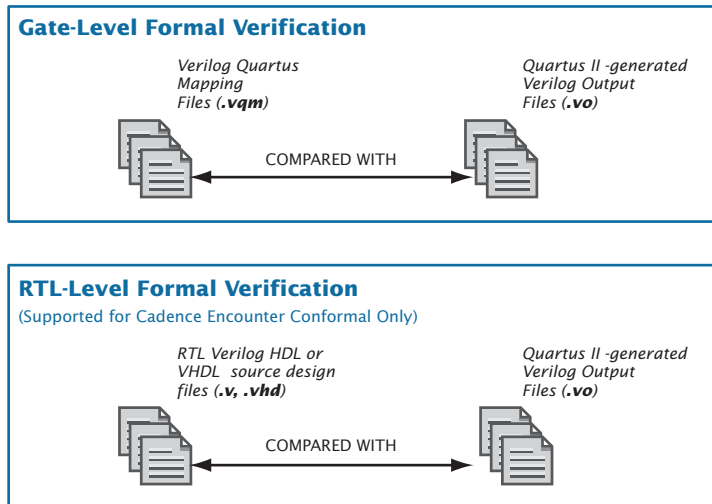 Gate-Level Formal Verification
Verilog Quartus
Mapping
Files (.vqm)
Quartus II -generated
Verilog Output
Files (.vo)
COMPARED WITH
RTL-Level Formal Verification
(Supported for Cadence Encounter Conformal Only)
RTL Verilog HDL or
VHDL source design
files (.v, .vhd)
Quartus II -generated
Verilog Output
Files (.vo)
COMPARED WITH